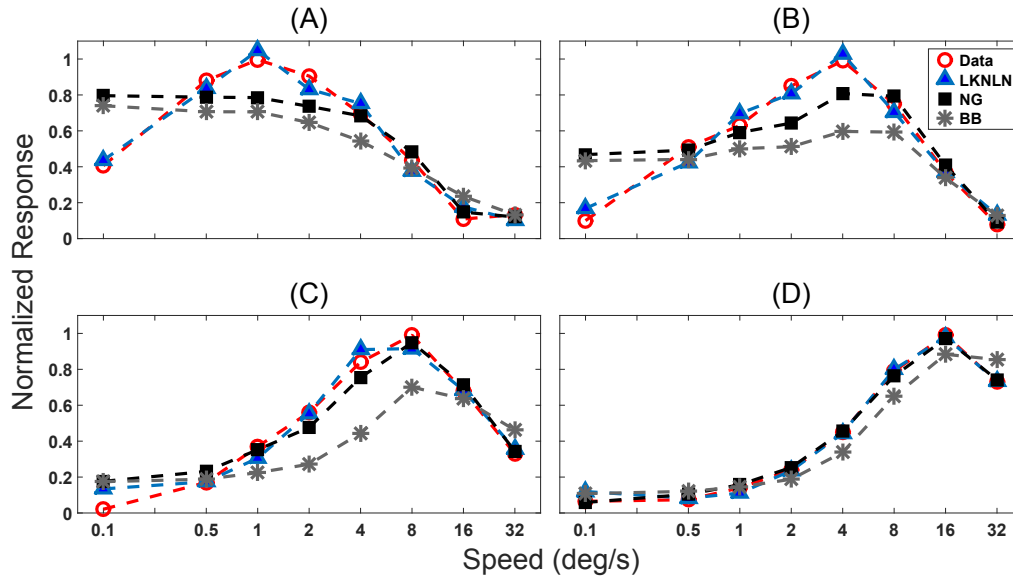 (A)
(B)
1
0.8
0.6
0.4
0.2
0
Data
LKNLN
NG
BB
Normalized Response
(C)
(D)
1
0.8
0.6
0.4
0.2
0
0.1 0.5 1 2 4 8 16 32
0.1 0.5 1 2 4 8 16 32
Speed (deg/s)